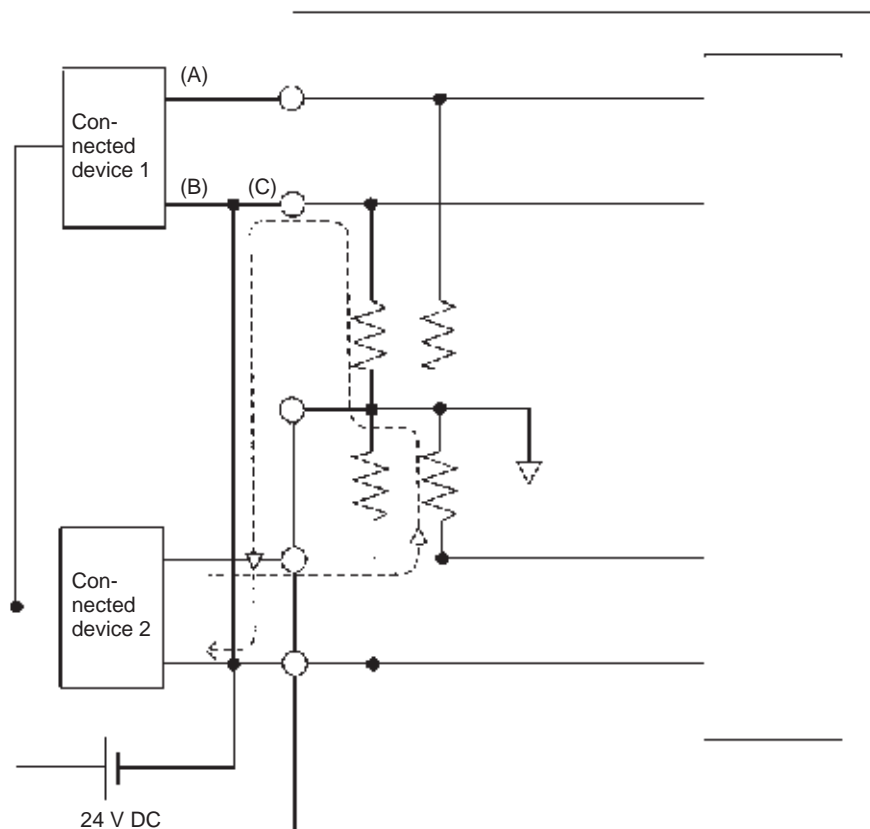 (A)
Con-
nected
device 1
(B) (C)
Con-
nected
device 2
24 V DC